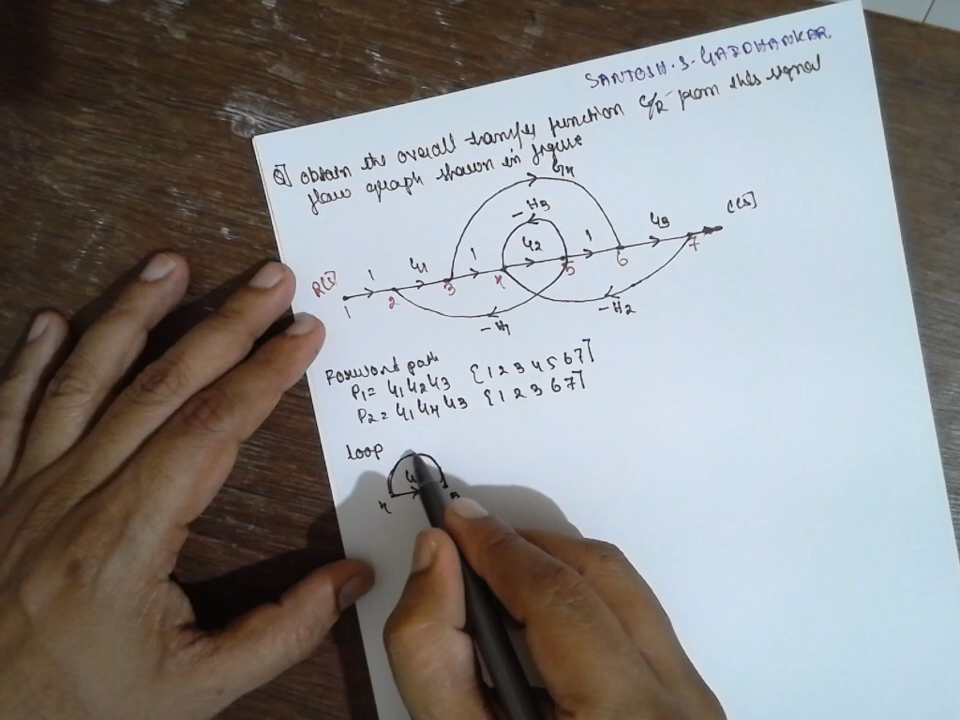 SANTOSH.S.GARDHANKAR
Q] obtain the overall transfer function C/R from this signal
flow graph shown in figure
G4
-H3
C[s]
R[s] 1 G1 1 G2 1 G3
1 2 3 4 5 6 7
-H1 -H2
Forward path
P1= G1G2G3 {1 2 3 4 5 6 7]
P2= G1G4G3 {1 2 3 6 7]
loop
4